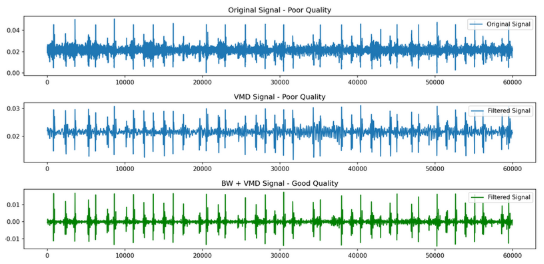 Original Signal - Poor Quality
Original Signal
0.04
0.02
0.00
0 10000 20000 30000 40000 50000 60000
VMD Signal - Poor Quality
Filtered Signal
0.03
0.02
0 10000 20000 30000 40000 50000 60000
BW + VMD Signal - Good Quality
Filtered Signal
0.01
0.00
-0.01
0 10000 20000 30000 40000 50000 60000